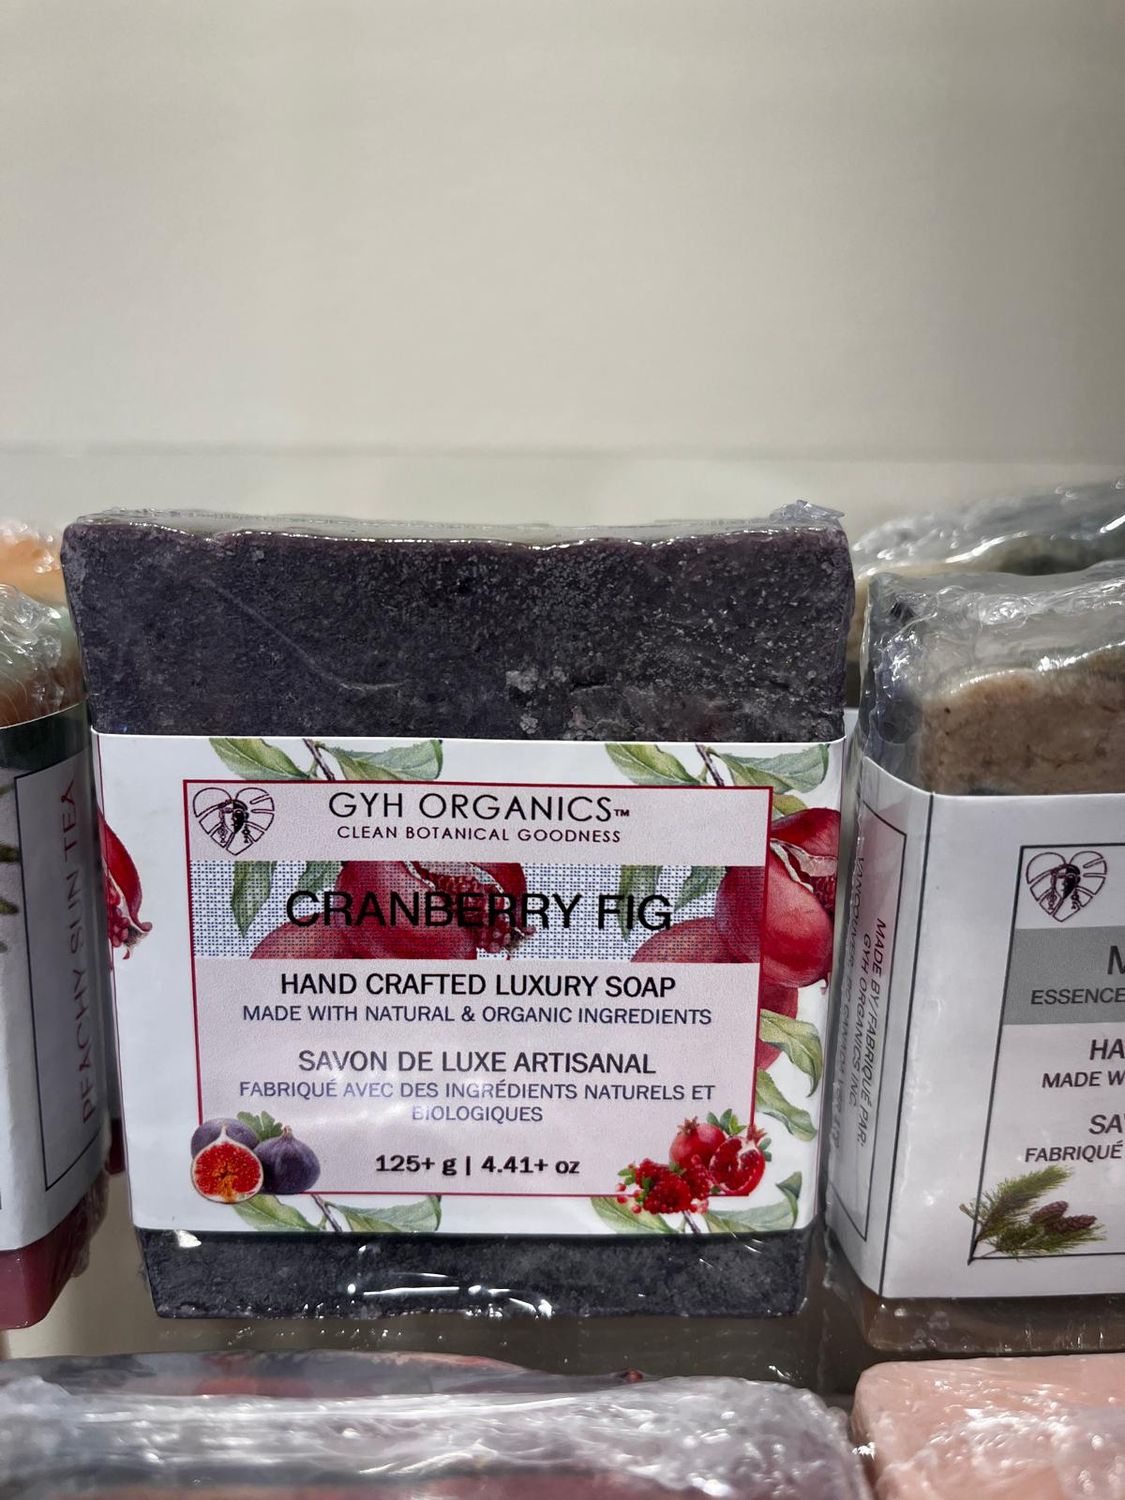 PEACHY SUN TEA
GYH ORGANICS™
CLEAN BOTANICAL GOODNESS
CRANBERRY FIG
HAND CRAFTED LUXURY SOAP
MADE WITH NATURAL & ORGANIC INGREDIENTS
SAVON DE LUXE ARTISANAL
FABRIQUÉ AVEC DES INGRÉDIENTS NATURELS ET
BIOLOGIQUES
125+ g | 4.41+ oz
MADE BY/FABRIQUÉ PAR:
GYH ORGANICS INC.
M
ESSENCE
HA
MADE W
SA
FABRIQUÉ